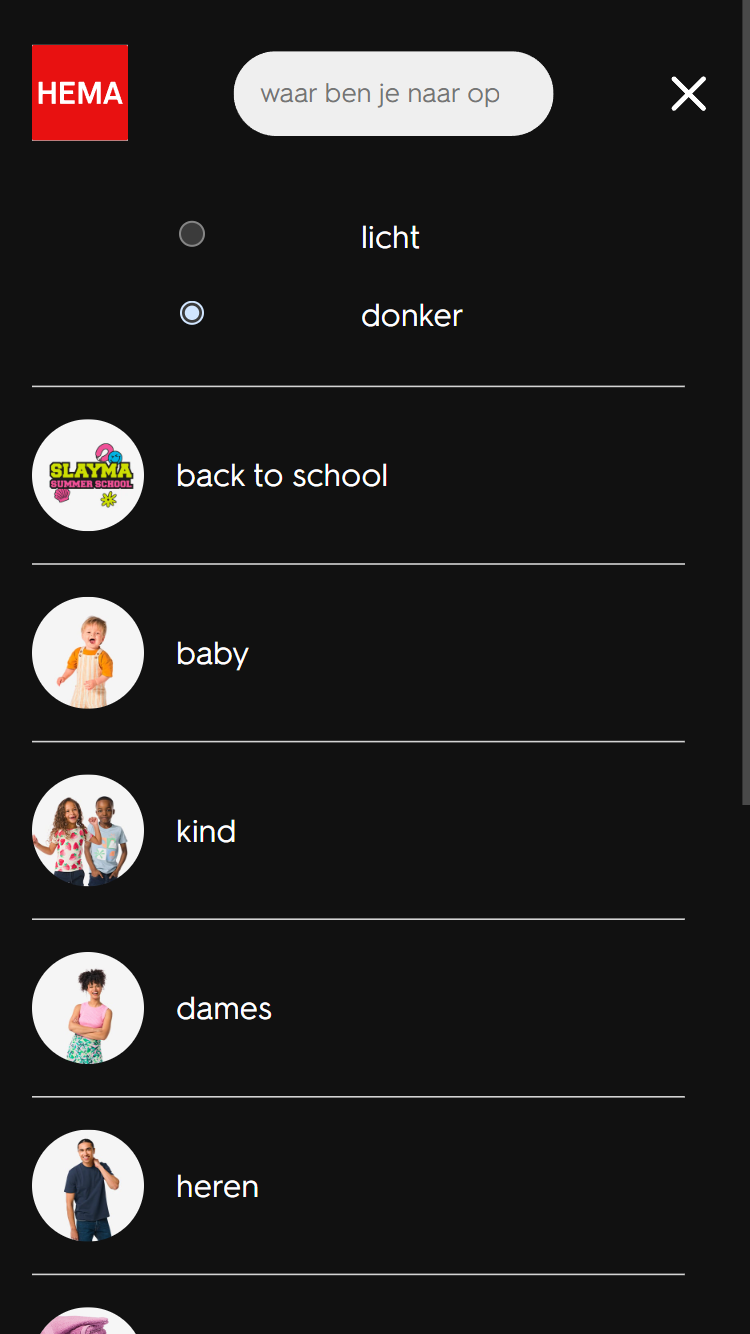 HEMA
waar ben je naar op
licht
donker
SLAYMA
SUMMER SCHOOL
back to school
baby
kind
dames
heren